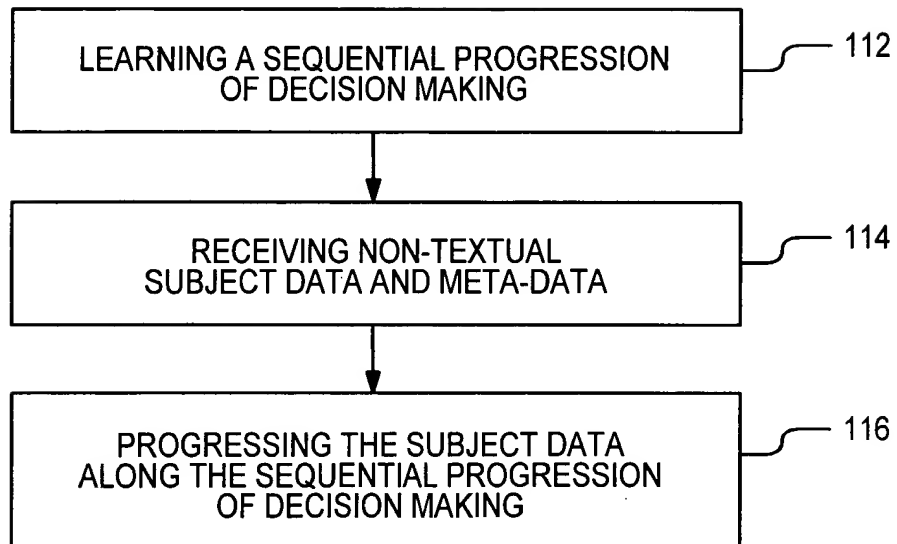 LEARNING A SEQUENTIAL PROGRESSION
OF DECISION MAKING
112
RECEIVING NON-TEXTUAL
SUBJECT DATA AND META-DATA
114
PROGRESSING THE SUBJECT DATA
ALONG THE SEQUENTIAL PROGRESSION
OF DECISION MAKING
116